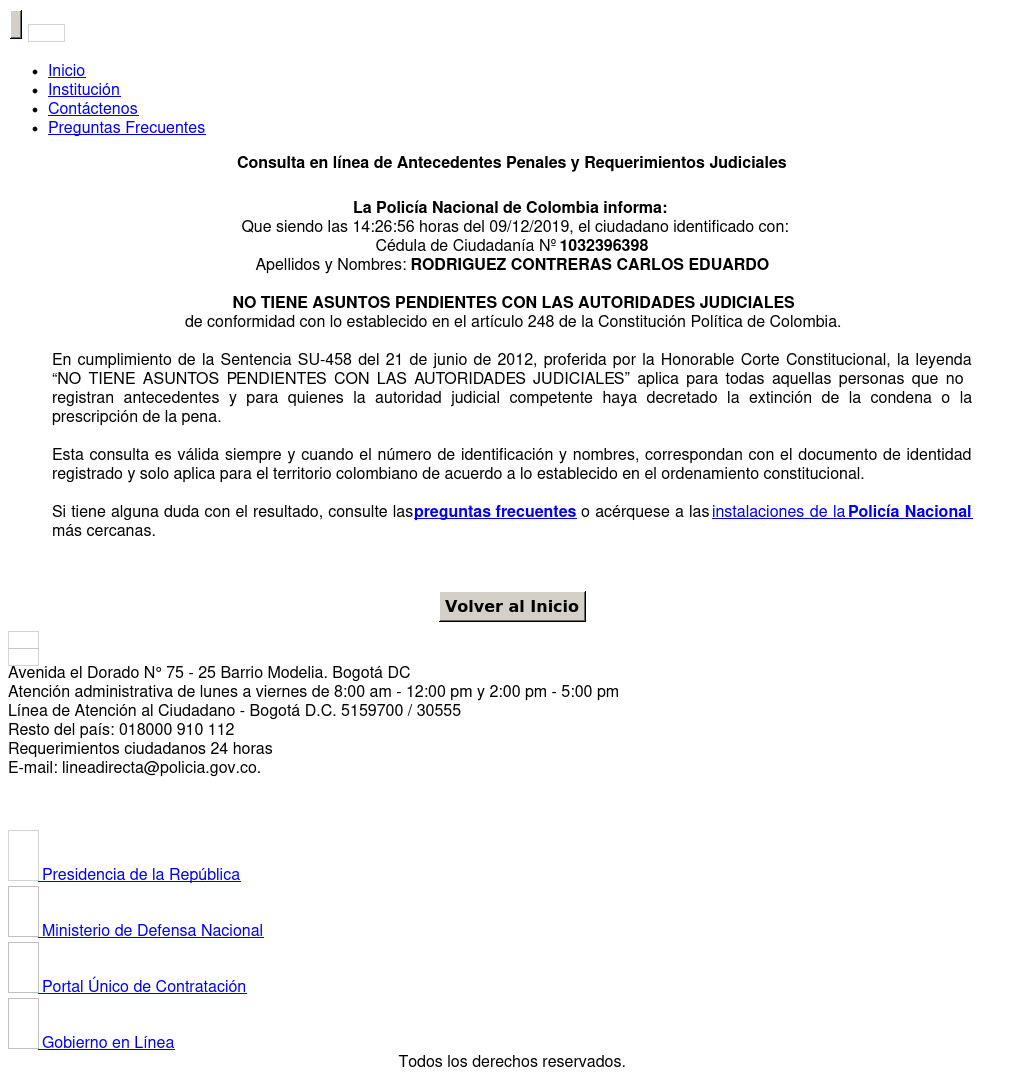 Inicio
Institución
Contáctenos
Preguntas Frecuentes
Consulta en línea de Antecedentes Penales y Requerimientos Judiciales
La Policía Nacional de Colombia informa:
Que siendo las 14:26:56 horas del 09/12/2019, el ciudadano identificado con:
Cédula de Ciudadanía Nº 1032396398
Apellidos y Nombres: RODRIGUEZ CONTRERAS CARLOS EDUARDO
NO TIENE ASUNTOS PENDIENTES CON LAS AUTORIDADES JUDICIALES
de conformidad con lo establecido en el artículo 248 de la Constitución Política de Colombia.
En cumplimiento de la Sentencia SU-458 del 21 de junio de 2012, proferida por la Honorable Corte Constitucional, la leyenda
“NO TIENE ASUNTOS PENDIENTES CON LAS AUTORIDADES JUDICIALES” aplica para todas aquellas personas que no
registran antecedentes y para quienes la autoridad judicial competente haya decretado la extinción de la condena o la
prescripción de la pena.
Esta consulta es válida siempre y cuando el número de identificación y nombres, correspondan con el documento de identidad
registrado y solo aplica para el territorio colombiano de acuerdo a lo establecido en el ordenamiento constitucional.
Si tiene alguna duda con el resultado, consulte las preguntas frecuentes o acérquese a las instalaciones de la Policía Nacional
más cercanas.
Volver al Inicio
Avenida el Dorado N° 75 - 25 Barrio Modelia. Bogotá DC
Atención administrativa de lunes a viernes de 8:00 am - 12:00 pm y 2:00 pm - 5:00 pm
Línea de Atención al Ciudadano - Bogotá D.C. 5159700 / 30555
Resto del país: 018000 910 112
Requerimientos ciudadanos 24 horas
E-mail: lineadirecta@policia.gov.co.
Presidencia de la República
Ministerio de Defensa Nacional
Portal Único de Contratación
Gobierno en Línea
Todos los derechos reservados.